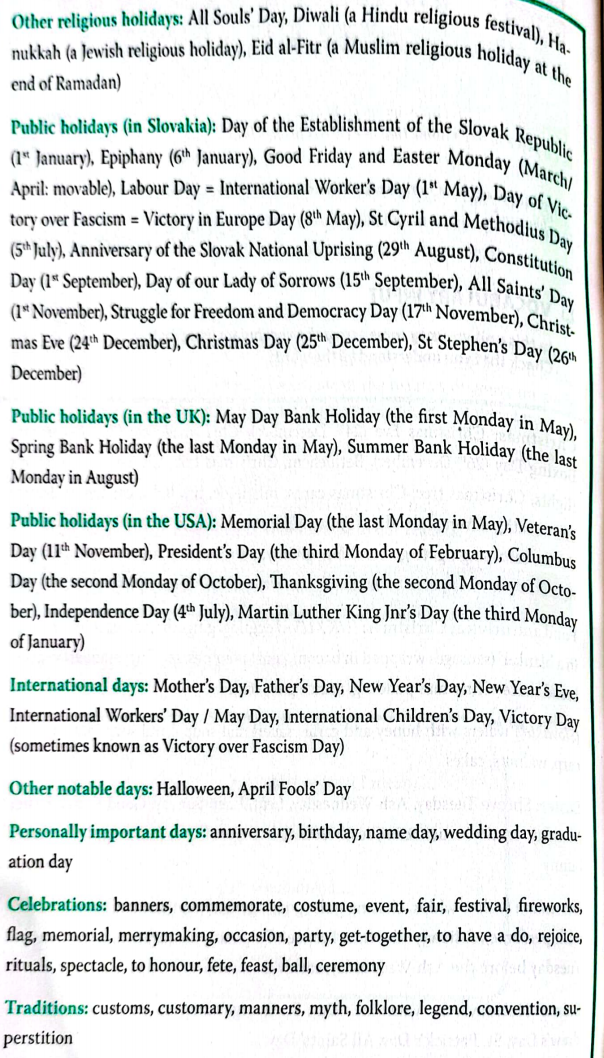 Other religious holidays: All Souls' Day, Diwali (a Hindu religious festival), Ha-
nukkah (a Jewish religious holiday), Eid al-Fitr (a Muslim religious holiday at the
end of Ramadan)
Public holidays (in Slovakia): Day of the Establishment of the Slovak Republic
(1st January), Epiphany (6th January), Good Friday and Easter Monday (March/
April: movable), Labour Day = International Worker's Day (1st May), Day of Vic-
tory over Fascism = Victory in Europe Day (8th May), St Cyril and Methodius Day
(5th July), Anniversary of the Slovak National Uprising (29th August), Constitution
Day (1st September), Day of our Lady of Sorrows (15th September), All Saints' Day
(1st November), Struggle for Freedom and Democracy Day (17th November), Christ-
mas Eve (24th December), Christmas Day (25th December), St Stephen's Day (26th
December)
Public holidays (in the UK): May Day Bank Holiday (the first Monday in May),
Spring Bank Holiday (the last Monday in May), Summer Bank Holiday (the last
Monday in August)
Public holidays (in the USA): Memorial Day (the last Monday in May), Veteran's
Day (11th November), President's Day (the third Monday of February), Columbus
Day (the second Monday of October), Thanksgiving (the second Monday of Octo-
ber), Independence Day (4th July), Martin Luther King Jnr's Day (the third Monday
of January)
International days: Mother's Day, Father's Day, New Year's Day, New Year's Eve,
International Workers' Day / May Day, International Children's Day, Victory Day
(sometimes known as Victory over Fascism Day)
Other notable days: Halloween, April Fools' Day
Personally important days: anniversary, birthday, name day, wedding day, gradu-
ation day
Celebrations: banners, commemorate, costume, event, fair, festival, fireworks,
flag, memorial, merrymaking, occasion, party, get-together, to have a do, rejoice,
rituals, spectacle, to honour, fete, feast, ball, ceremony
Traditions: customs, customary, manners, myth, folklore, legend, convention, su-
perstition